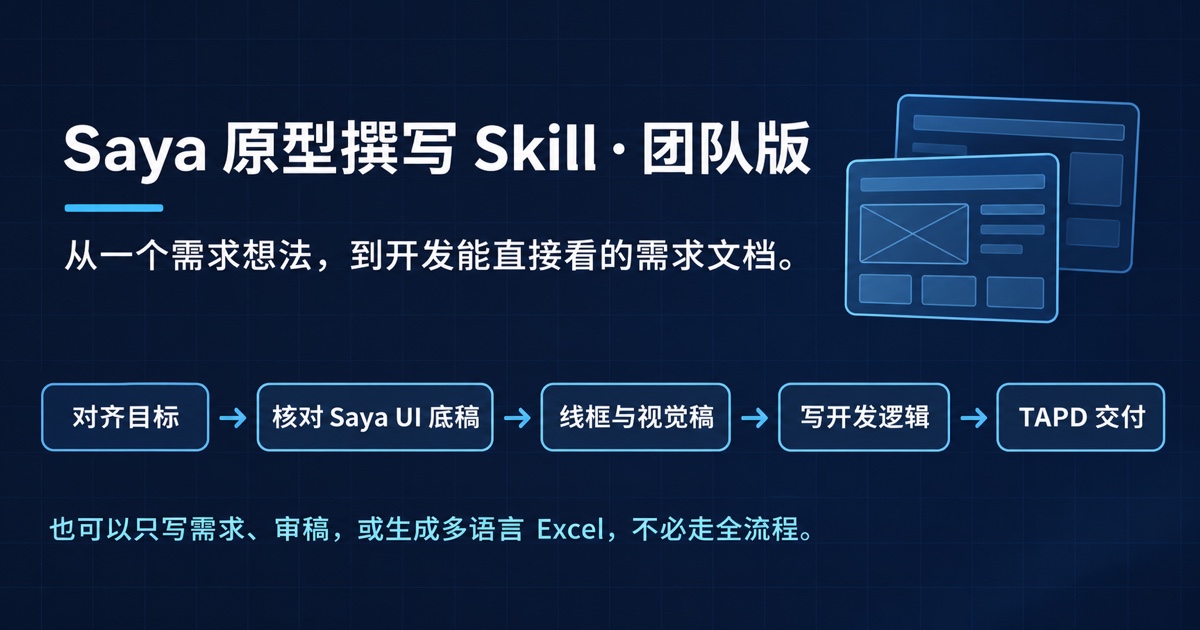 Saya 原型撰写 Skill · 团队版
从一个需求想法，到开发能直接看的需求文档。
对齐目标
核对 Saya UI 底稿
线框与视觉稿
写开发逻辑
TAPD 交付
也可以只写需求、审稿，或生成多语言 Excel，不必走全流程。